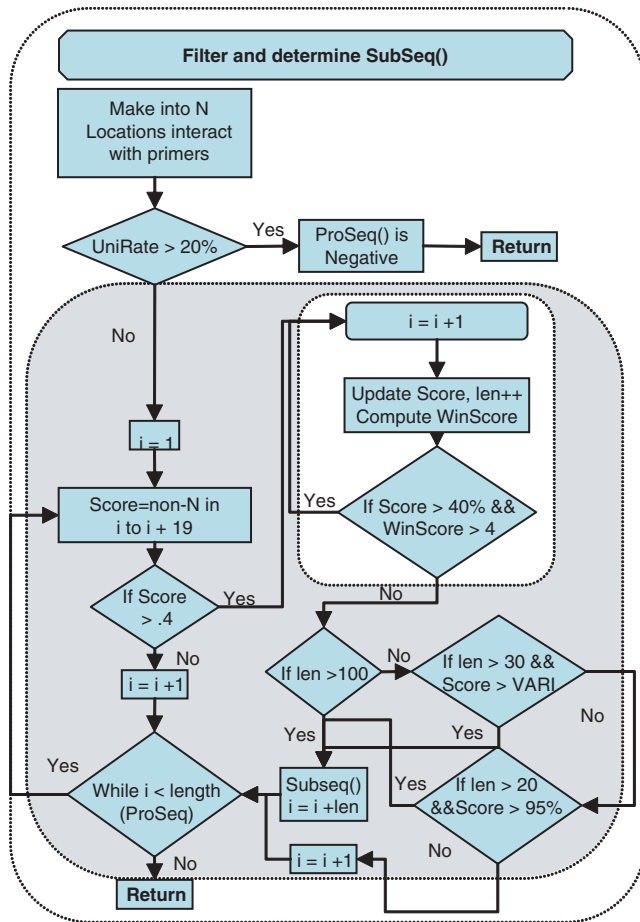 Filter and determine SubSeq()
Make into N
Locations interact
with primers
UniRate > 20%
Yes
ProSeq() is
Negative
Return
No
i = i +1
Update Score, len++
Compute WinScore
i = 1
Yes
If Score > 40% &&
WinScore > 4
Score=non-N in
i to i + 19
No
If Score
> .4
Yes
No
If len >100
No
If len > 30 &&
Score > VARI
i = i +1
No
Yes
Yes
Yes
While i < length
(ProSeq)
Subseq()
i = i +len
Yes
If len > 20
&&Score > 95%
No
i = i +1
No
Return